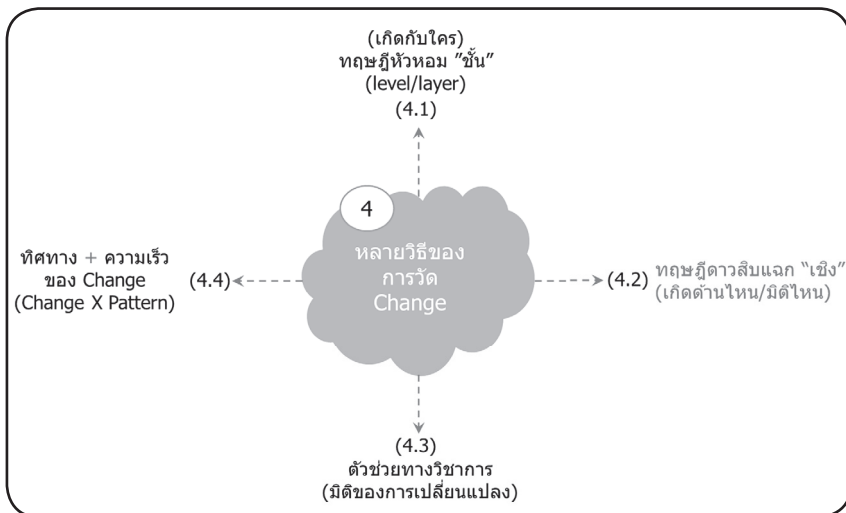 (เกิดกับใคร)
ทฤษฎีหัวหอม "ชั้น"
(level/layer)
(4.1)
4
หลายวิธีของ
การวัด
Change
ทิศทาง + ความเร็ว
ของ Change
(Change X Pattern)
(4.4)
(4.2)
ทฤษฎีดาวสิบแฉก "เชิง"
(เกิดด้านไหน/มิติไหน)
(4.3)
ตัวช่วยทางวิชาการ
(มิติของการเปลี่ยนแปลง)